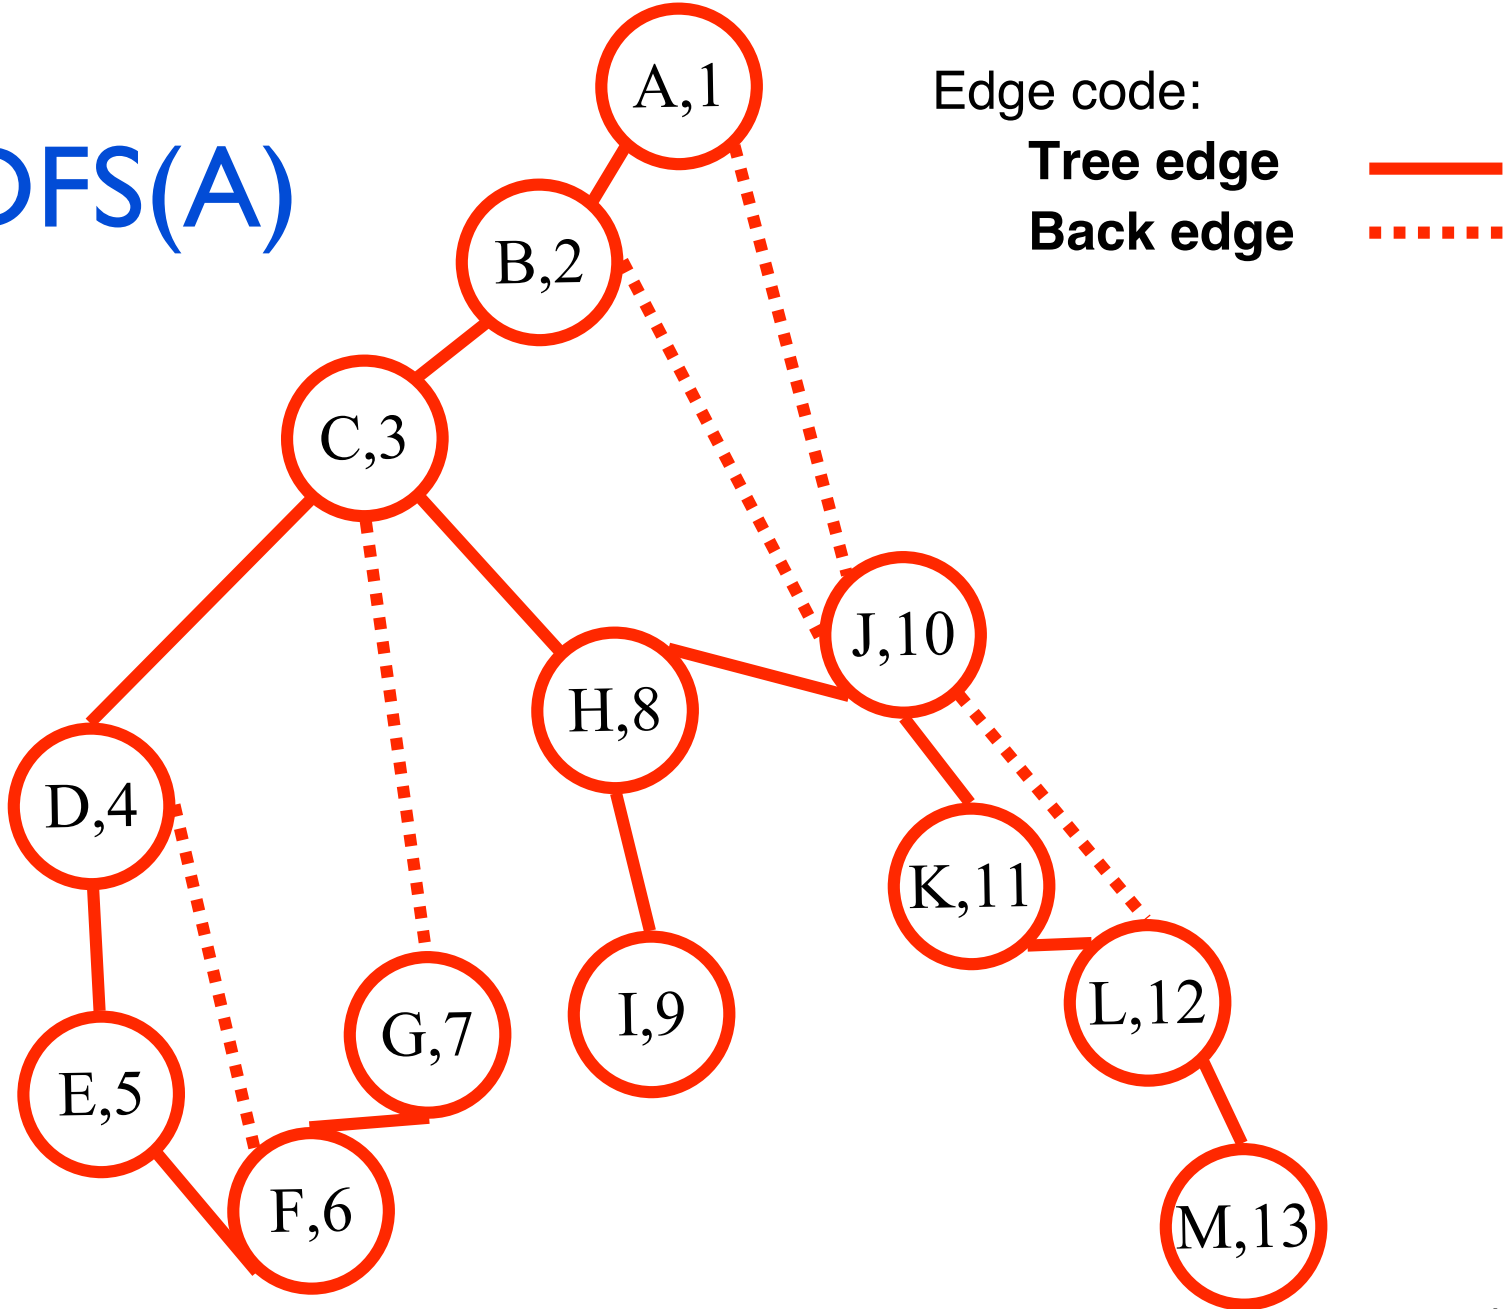 A,1
Edge code:
Tree edge
DFS(A)
Back edge
B,2
C,3
J,10
H,8
D,4
K,11
L,12
I,9
G,7
E,5
F,6
M,13